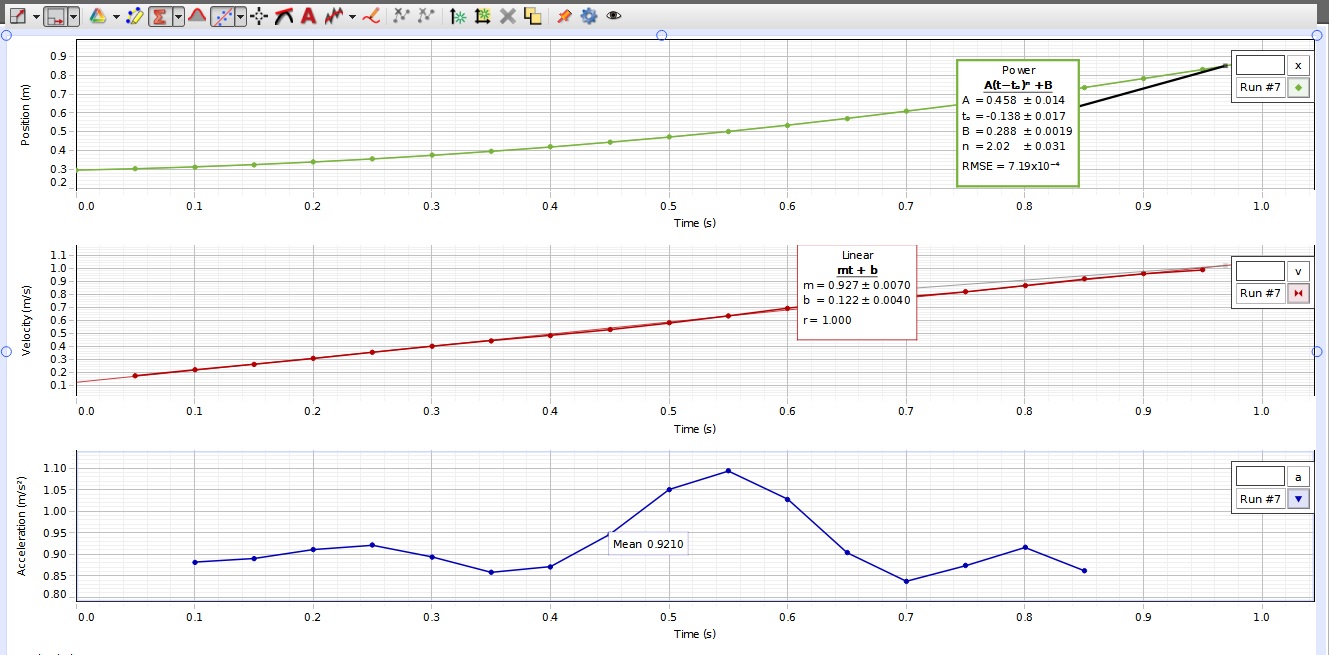 Position (m)
0.9
0.8
0.7
0.6
0.5
0.4
0.3
0.2
Power
A(t−tₒ)ⁿ +B
A = 0.458 ± 0.014
tₒ = -0.138 ± 0.017
B = 0.288 ± 0.0019
n = 2.02 ± 0.031
RMSE = 7.19x10⁻⁴
x
Run #7
0.0 0.1 0.2 0.3 0.4 0.5 0.6 0.7 0.8 0.9 1.0
Time (s)
Velocity (m/s)
1.1
1.0
0.9
0.8
0.7
0.6
0.5
0.4
0.3
0.2
0.1
Linear
mt + b
m = 0.927 ± 0.0070
b = 0.122 ± 0.0040
r = 1.000
v
Run #7
0.0 0.1 0.2 0.3 0.4 0.5 0.6 0.7 0.8 0.9 1.0
Time (s)
Acceleration (m/s²)
1.10
1.05
1.00
0.95
0.90
0.85
0.80
Mean 0.9210
a
Run #7
0.0 0.1 0.2 0.3 0.4 0.5 0.6 0.7 0.8 0.9 1.0
Time (s)